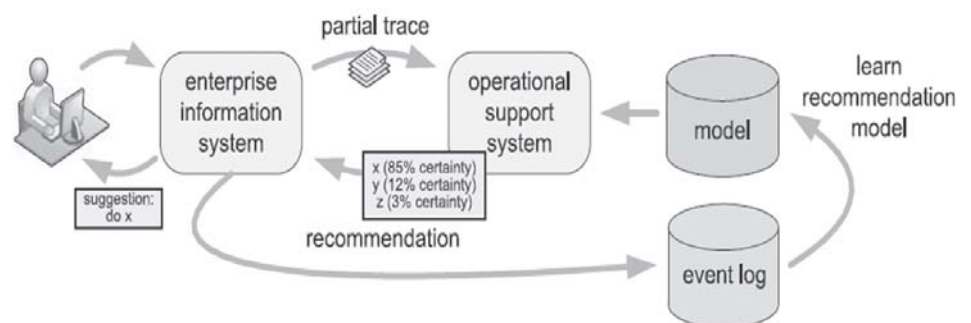 partial trace
enterprise
information
system
operational
support
system
model
learn
recommendation
model
x (85% certainty)
y (12% certainty)
z (3% certainty)
suggestion:
do x
recommendation
event log